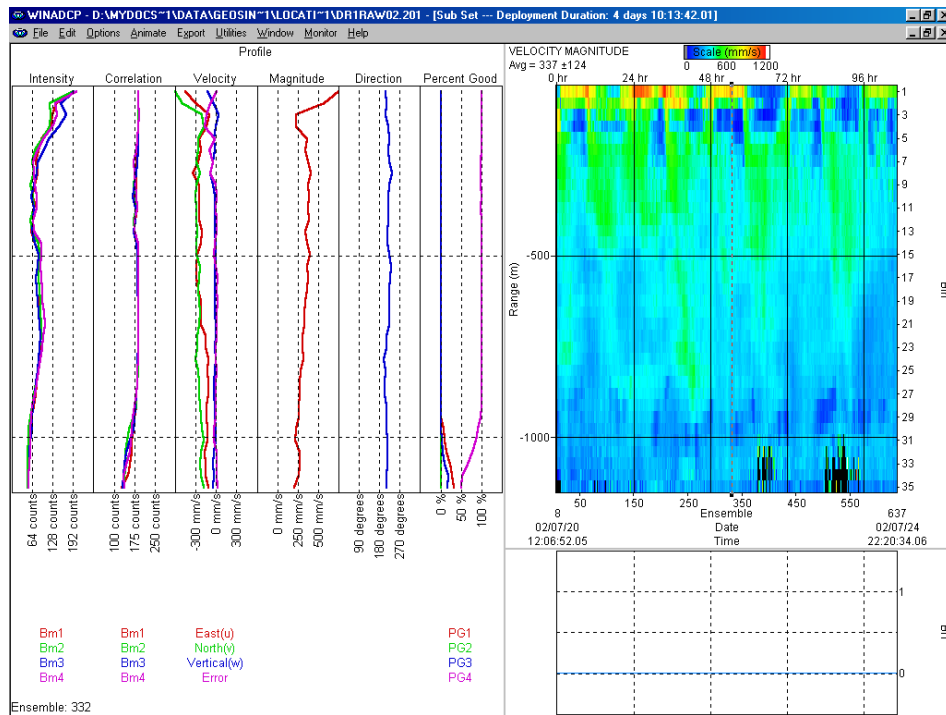 WINADCP - D:\MYDOCS~1\DATA\GEOSIN~1\LOCATI~1\DR1RAW02.201 - [Sub Set --- Deployment Duration: 4 days 10:13:42.01]
File Edit Options Animate Export Utilities Window Monitor Help
Profile
Intensity Correlation Velocity Magnitude Direction Percent Good
64 counts 128 counts 192 counts 100 counts 175 counts 250 counts -300 mm/s 0 mm/s 300 mm/s 0 mm/s 250 mm/s 500 mm/s 90 degrees 180 degrees 270 degrees 0 % 50 % 100 %
Bm1 Bm1 East(u) PG1
Bm2 Bm2 North(v) PG2
Bm3 Bm3 Vertical(w) PG3
Bm4 Bm4 Error PG4
Ensemble: 332
VELOCITY MAGNITUDE
Avg = 337 ±124
Scale (mm/s)
0 600 1200
0 hr 24 hr 48 hr 72 hr 96 hr
Range (m)
-500
-1000
1
3
5
7
9
11
13
15
17
19
21
23
25
27
29
31
33
35
0 50 150 250 350 450 550
Ensemble
8 637
02/07/20 Date 02/07/24
12:06:52.05 Time 22:20:34.06
1
0